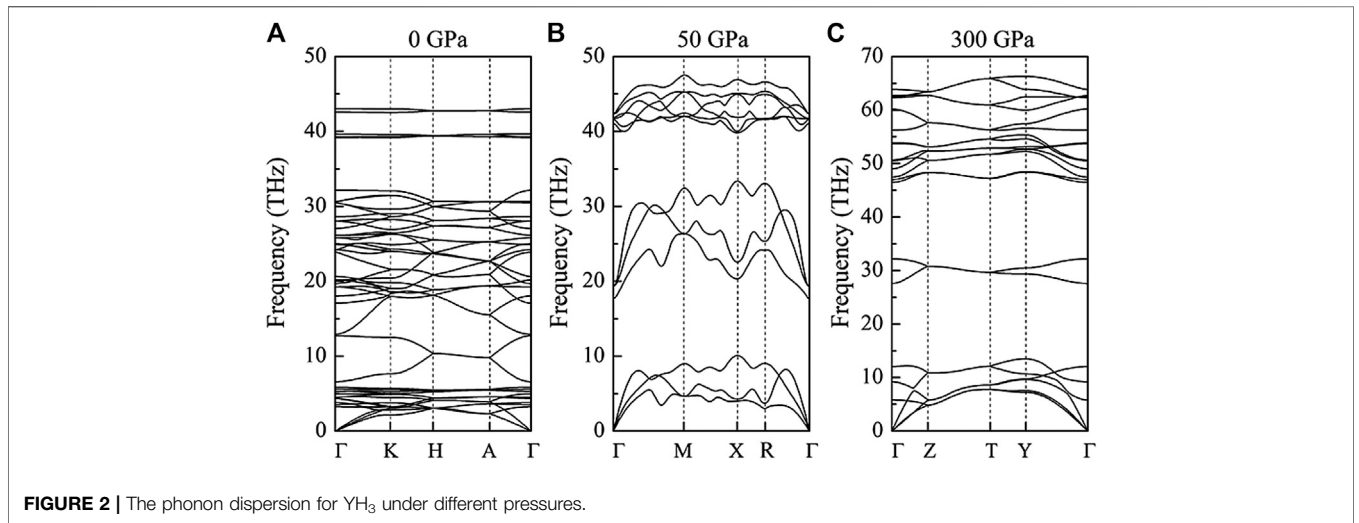 A
0 GPa
50
40
30
20
10
0
Frequency (THz)
Γ K H A Γ
B
50 GPa
50
40
30
20
10
0
Frequency (THz)
Γ M X R Γ
C
300 GPa
70
60
50
40
30
20
10
0
Frequency (THz)
Γ Z T Y Γ
FIGURE 2 | The phonon dispersion for YH₃ under different pressures.